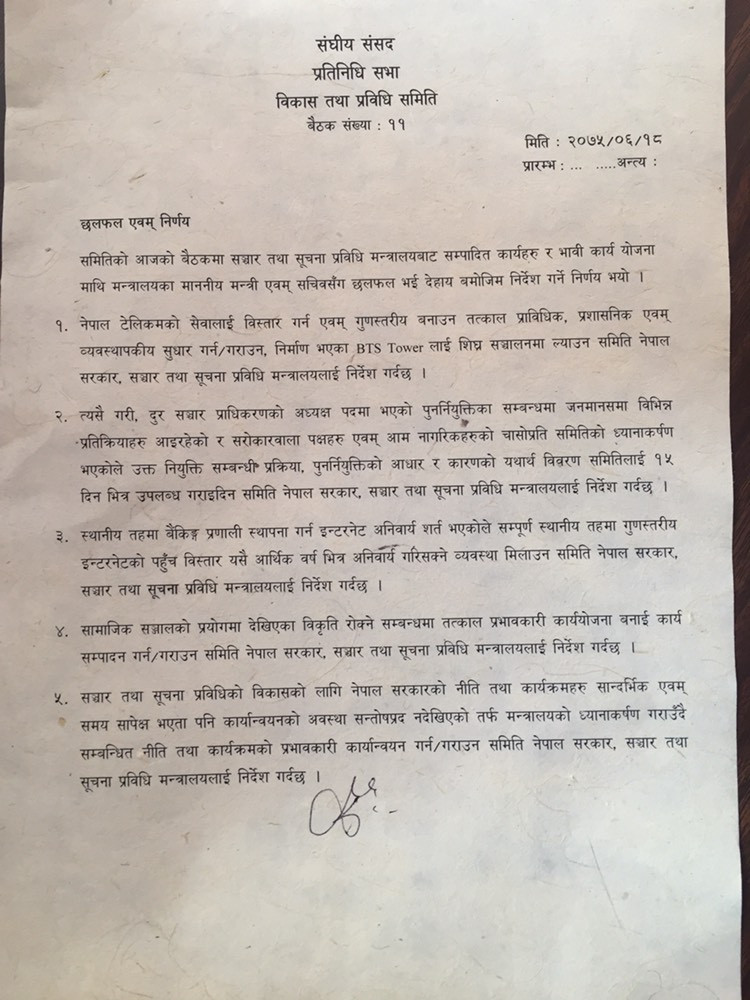 संघीय संसद
प्रतिनिधि सभा
विकास तथा प्रविधि समिति
बैठक संख्या : ११
मिति : २०७५/०६/१८
प्रारम्भ : ... .....अन्त्य :
छलफल एवम् निर्णय
समितिको आजको बैठकमा सञ्चार तथा सूचना प्रविधि मन्त्रालयबाट सम्पादित कार्यहरु र भावी कार्य योजना
माथि मन्त्रालयका माननीय मन्त्री एवम् सचिवसँग छलफल भई देहाय बमोजिम निर्देश गर्ने निर्णय भयो ।
१. नेपाल टेलिकमको सेवालाई विस्तार गर्न एवम् गुणस्तरीय बनाउन तत्काल प्राविधिक, प्रशासनिक एवम्
व्यवस्थापकीय सुधार गर्न/गराउन, निर्माण भएका BTS Tower लाई शिघ्र सञ्चालनमा ल्याउन समिति नेपाल
सरकार, सञ्चार तथा सूचना प्रविधि मन्त्रालयलाई निर्देश गर्दछ ।
२. त्यसै गरी, दुर सञ्चार प्राधिकरणको अध्यक्ष पदमा भएको पुनर्नियुक्तिका सम्बन्धमा जनमानसमा विभिन्न
प्रतिक्रियाहरु आइरहेको र सरोकारवाला पक्षहरु एवम् आम नागरिकहरुको चासोप्रति समितिको ध्यानाकर्षण
भएकोले उक्त नियुक्ति सम्बन्धी प्रक्रिया, पुनर्नियुक्तिको आधार र कारणको यथार्थ विवरण समितिलाई १५
दिन भित्र उपलब्ध गराइदिन समिति नेपाल सरकार, सञ्चार तथा सूचना प्रविधि मन्त्रालयलाई निर्देश गर्दछ ।
३. स्थानीय तहमा बैंकिङ्ग प्रणाली स्थापना गर्न इन्टरनेट अनिवार्य शर्त भएकोले सम्पूर्ण स्थानीय तहमा गुणस्तरीय
इन्टरनेटको पहुँच विस्तार यसै आर्थिक वर्ष भित्र अनिवार्य गरिसक्ने व्यवस्था मिलाउन समिति नेपाल सरकार,
सञ्चार तथा सूचना प्रविधि मन्त्रालयलाई निर्देश गर्दछ ।
४. सामाजिक सञ्जालको प्रयोगमा देखिएका विकृति रोक्ने सम्बन्धमा तत्काल प्रभावकारी कार्ययोजना बनाई कार्य
सम्पादन गर्न/गराउन समिति नेपाल सरकार, सञ्चार तथा सूचना प्रविधि मन्त्रालयलाई निर्देश गर्दछ ।
५. सञ्चार तथा सूचना प्रविधिको विकासको लागि नेपाल सरकारको नीति तथा कार्यक्रमहरु सान्दर्भिक एवम्
समय सापेक्ष भएता पनि कार्यान्वयनको अवस्था सन्तोषप्रद नदेखिएको तर्फ मन्त्रालयको ध्यानाकर्षण गराउँदै
सम्बन्धित नीति तथा कार्यक्रमको प्रभावकारी कार्यान्वयन गर्न/गराउन समिति नेपाल सरकार, सञ्चार तथा
सूचना प्रविधि मन्त्रालयलाई निर्देश गर्दछ ।